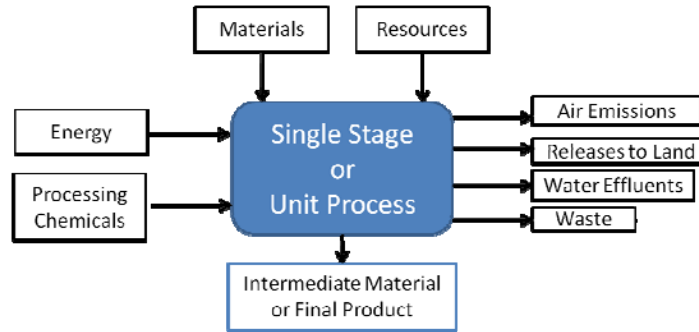 Materials
Resources
Energy
Processing
Chemicals
Single Stage
or
Unit Process
Air Emissions
Releases to Land
Water Effluents
Waste
Intermediate Material
or Final Product